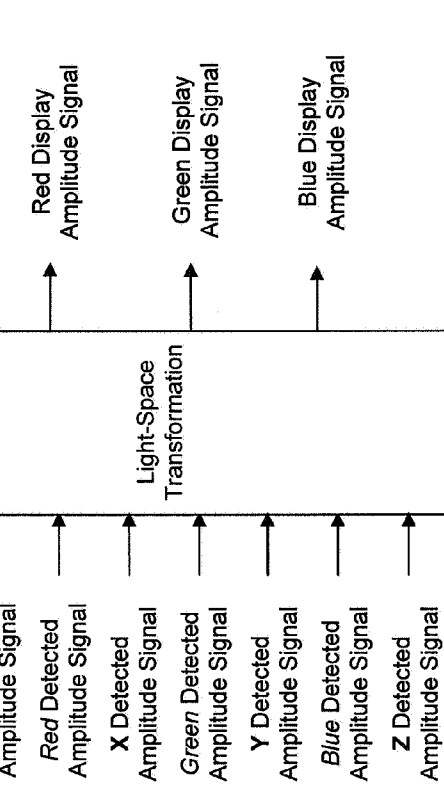 Red Display
Amplitude Signal
Green Display
Amplitude Signal
Blue Display
Amplitude Signal
Light-Space
Transformation
Amplitude Signal
Red Detected
Amplitude Signal
X Detected
Amplitude Signal
Green Detected
Amplitude Signal
Y Detected
Amplitude Signal
Blue Detected
Amplitude Signal
Z Detected
Amplitude Signal